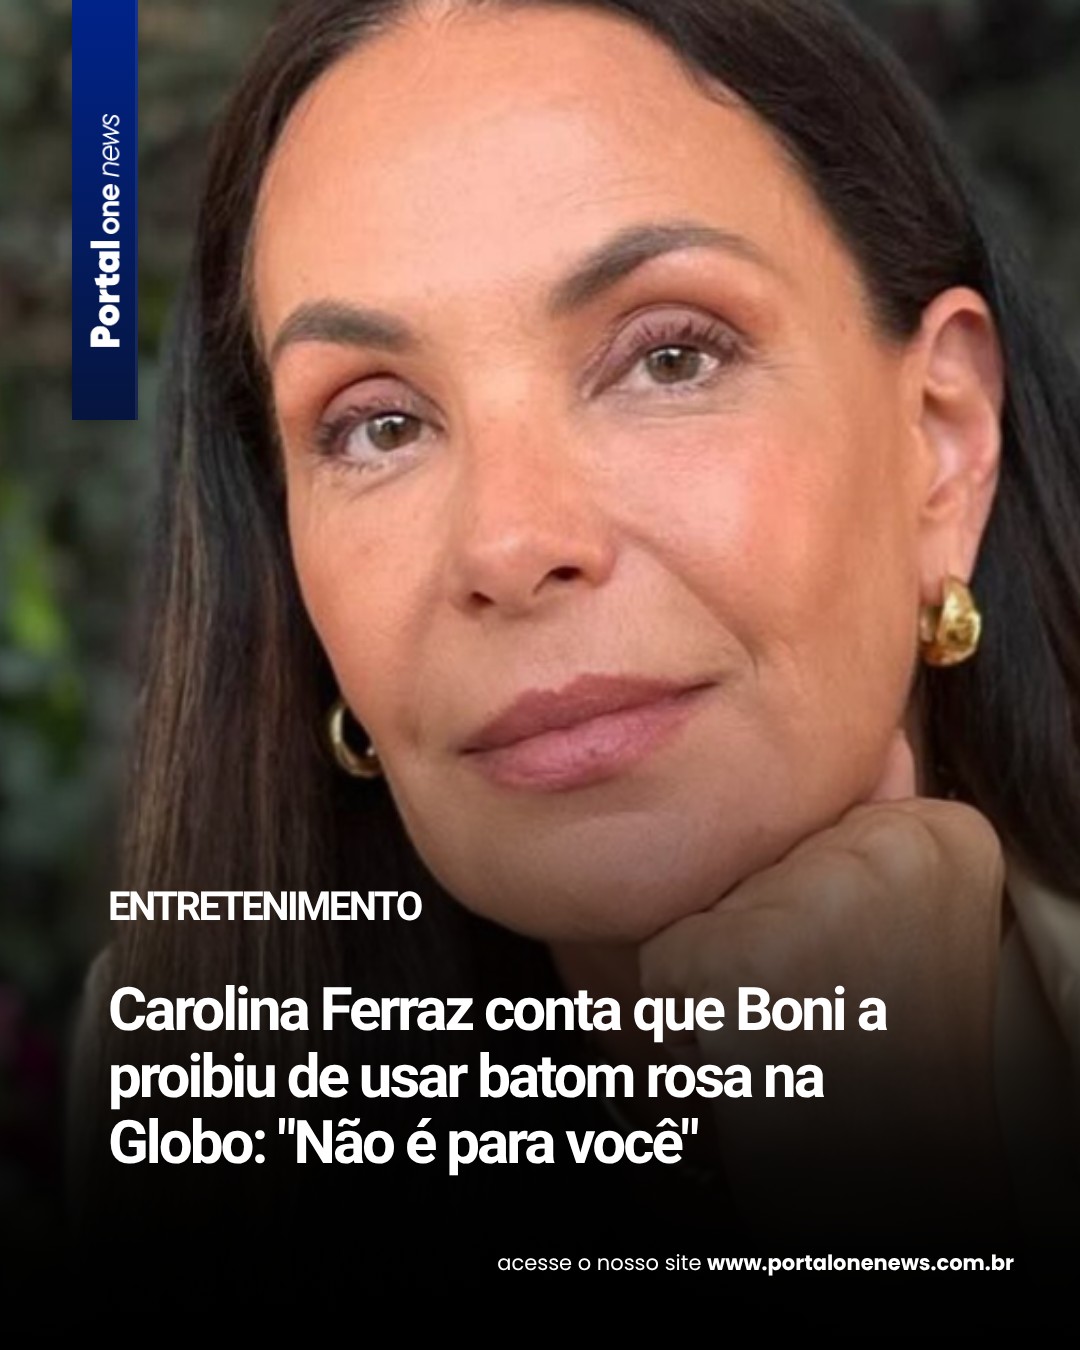 Portal one news
ENTRETENIMENTO
Carolina Ferraz conta que Boni a
proibiu de usar batom rosa na
Globo: "Não é para você"
acesse o nosso site www.portalonenews.com.br